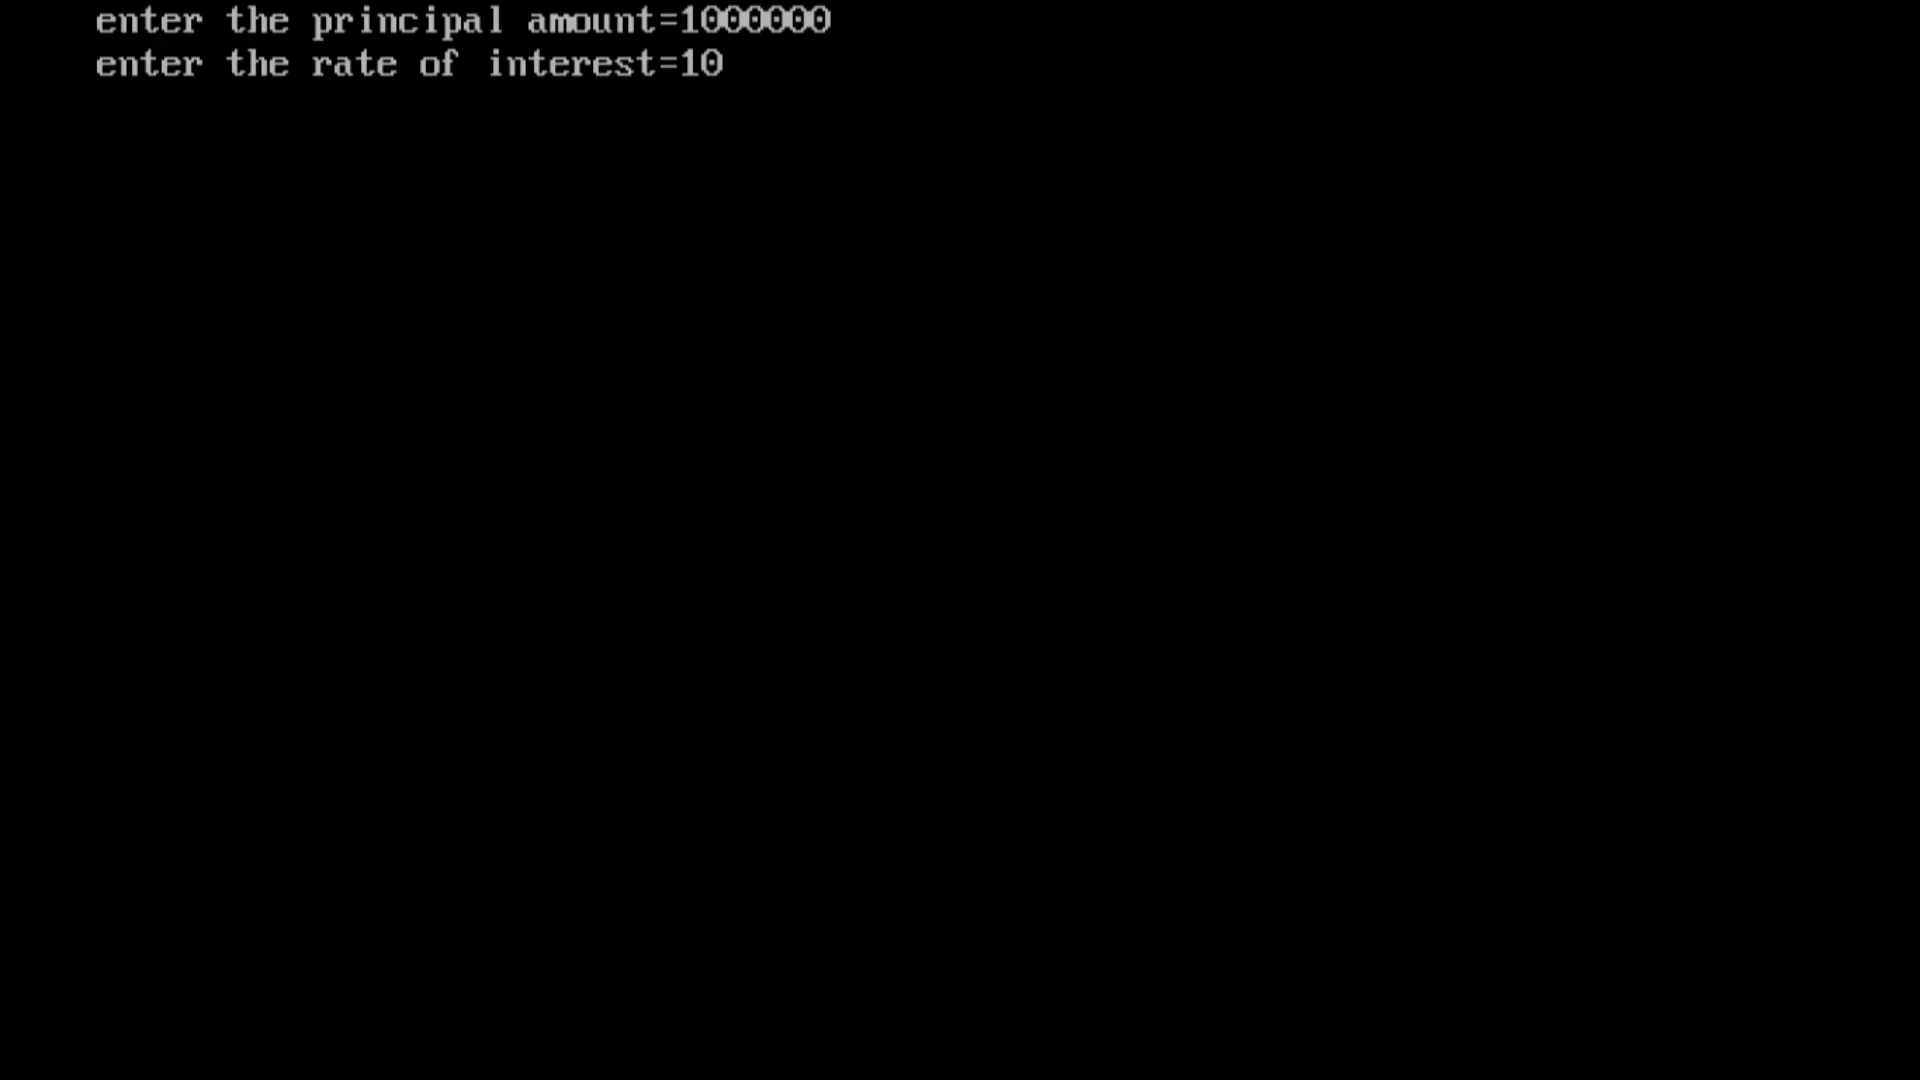 enter the principal amount=1000000
enter the rate of interest=10